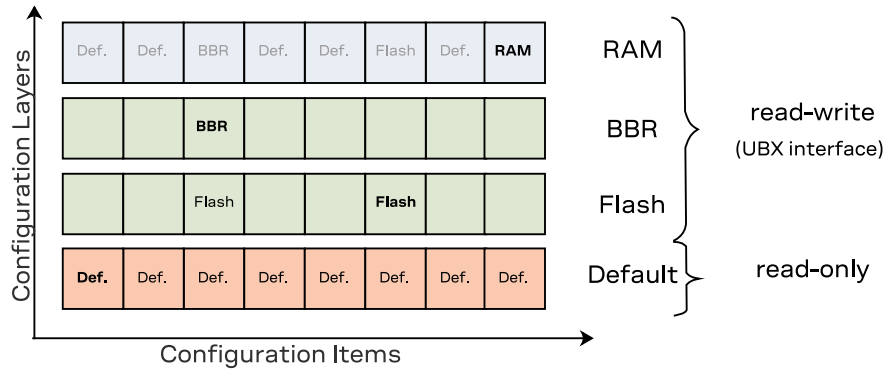 Configuration Layers
Def. Def. BBR Def. Def. Flash Def. RAM
RAM
BBR
BBR
Flash Flash
Flash
Def. Def. Def. Def. Def. Def. Def. Def.
Default
read-write
(UBX interface)
read-only
Configuration Items